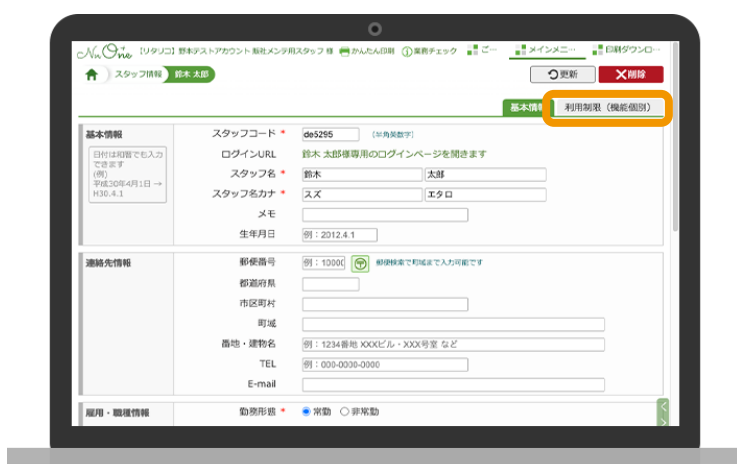 NuOne 【リタリコ】野本テストアカウント 販社メンテ用スタッフ 様 かんたん印刷 業務チェック ご… メインメニ… 印刷ダウンロ…
スタッフ情報 鈴木 太郎 更新 削除
基本情報 利用制限（機能個別）
基本情報
日付は和暦でも入力
できます
(例)
平成30年4月1日 →
H30.4.1
スタッフコード * de5295 [半角英数字]
ログインURL 鈴木 太郎様専用のログインページを開きます
スタッフ名 * 鈴木 太郎
スタッフ名カナ * スズ エタロ
メモ
生年月日 例：2012.4.1
連絡先情報
郵便番号 例：1000( 郵便検索で町域まで入力可能です
都道府県
市区町村
町域
番地・建物名 例：1234番地 XXXビル・XXX号室 など
TEL 例：000-0000-0000
E-mail
雇用・職種情報
勤務形態 * 常勤 非常勤